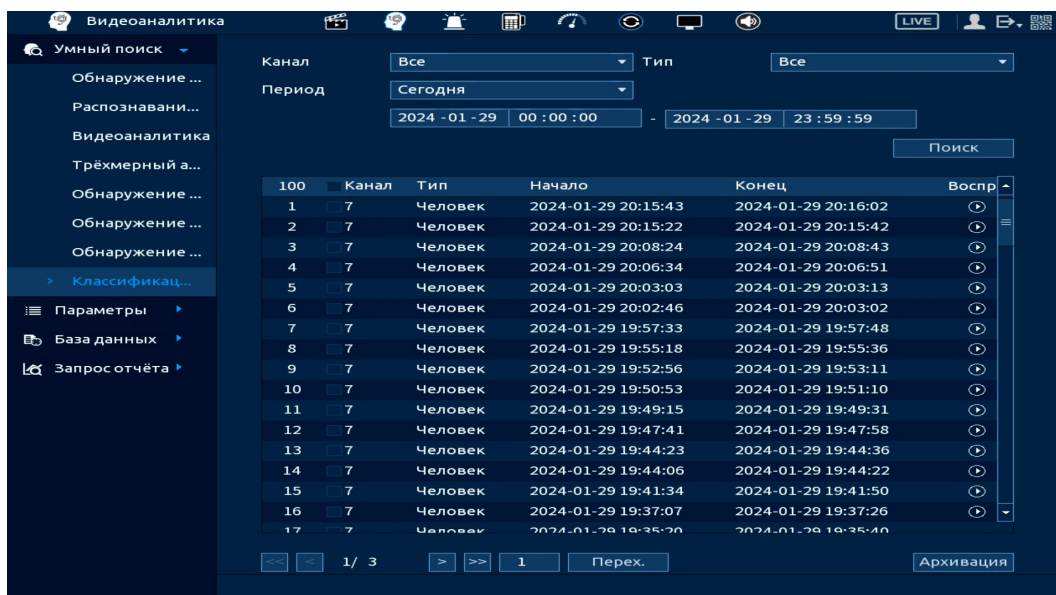 Видеоаналитика LIVE
Умный поиск
Обнаружение ...
Распознавани...
Видеоаналитика
Трёхмерный а...
Обнаружение ...
Обнаружение ...
Обнаружение ...
> Классификац...
Параметры
База данных
Запрос отчёта
Канал Все Тип Все
Период Сегодня
2024 -01 -29 00 : 00 : 00 - 2024 -01 -29 23 : 59 : 59
Поиск
100 Канал Тип Начало Конец Воспр
1 7 Человек 2024-01-29 20:15:43 2024-01-29 20:16:02
2 7 Человек 2024-01-29 20:15:22 2024-01-29 20:15:42
3 7 Человек 2024-01-29 20:08:24 2024-01-29 20:08:43
4 7 Человек 2024-01-29 20:06:34 2024-01-29 20:06:51
5 7 Человек 2024-01-29 20:03:03 2024-01-29 20:03:13
6 7 Человек 2024-01-29 20:02:46 2024-01-29 20:03:02
7 7 Человек 2024-01-29 19:57:33 2024-01-29 19:57:48
8 7 Человек 2024-01-29 19:55:18 2024-01-29 19:55:36
9 7 Человек 2024-01-29 19:52:56 2024-01-29 19:53:11
10 7 Человек 2024-01-29 19:50:53 2024-01-29 19:51:10
11 7 Человек 2024-01-29 19:49:15 2024-01-29 19:49:31
12 7 Человек 2024-01-29 19:47:41 2024-01-29 19:47:58
13 7 Человек 2024-01-29 19:44:23 2024-01-29 19:44:36
14 7 Человек 2024-01-29 19:44:06 2024-01-29 19:44:22
15 7 Человек 2024-01-29 19:41:34 2024-01-29 19:41:50
16 7 Человек 2024-01-29 19:37:07 2024-01-29 19:37:26
17 7 Человек 2024-01-29 19:35:20 2024-01-29 19:35:40
<< < 1/ 3 > >> 1 Перех. Архивация